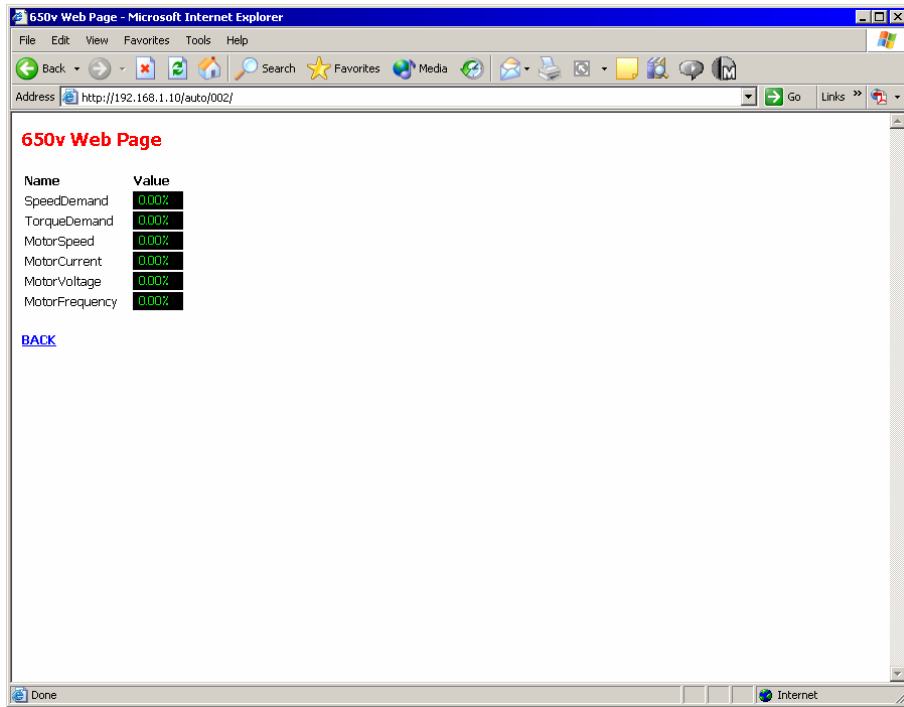 650v Web Page - Microsoft Internet Explorer
File Edit View Favorites Tools Help
Back Search Favorites Media
Address http://192.168.1.10/auto/002/ Go Links »
650v Web Page
Name Value
SpeedDemand 0.00%
TorqueDemand 0.00%
MotorSpeed 0.00%
MotorCurrent 0.00%
MotorVoltage 0.00%
MotorFrequency 0.00%
BACK
Done Internet